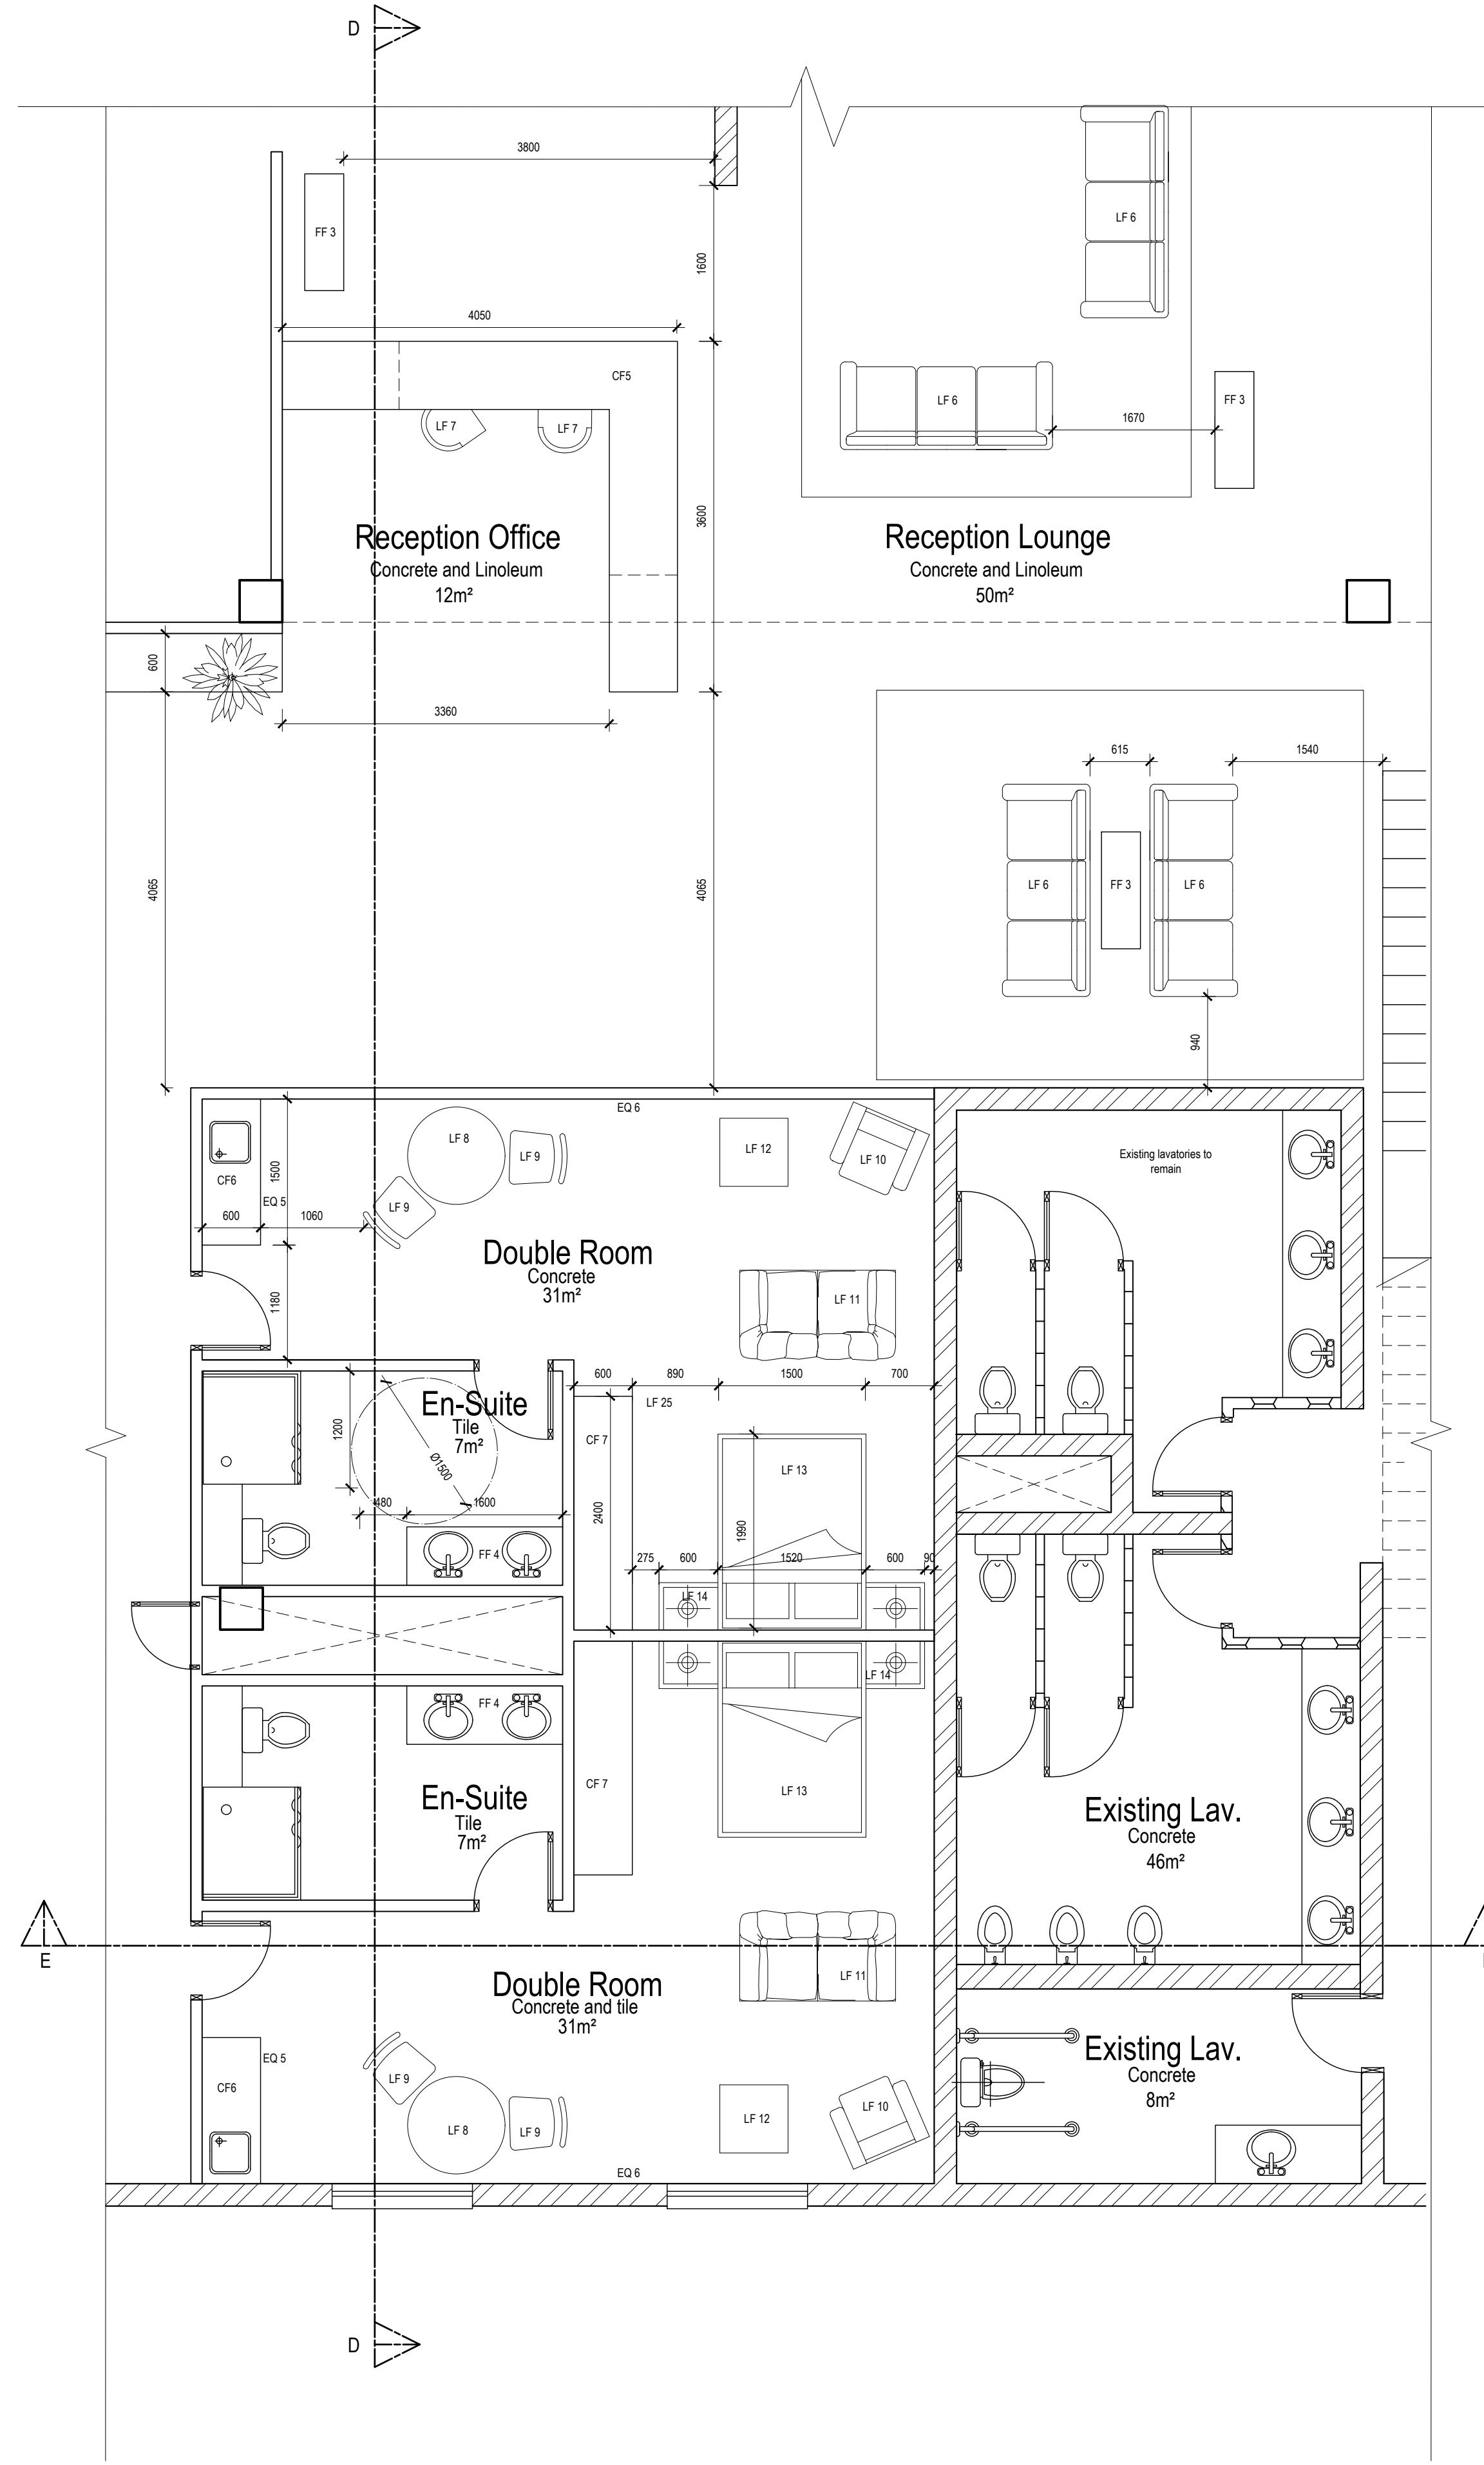 D
3800
FF 3
LF 6
1600
4050
CF5
LF 7
LF 7
LF 6
FF 3
1670
3600
Reception Office
Concrete and Linoleum
12m²
Reception Lounge
Concrete and Linoleum
50m²
600
3360
615
1540
4065
4065
LF 6
FF 3
LF 6
940
EQ 6
LF 8
LF 9
LF 12
LF 10
Existing lavatories to
remain
CF6
1500
EQ 5
LF 9
600
1060
Double Room
Concrete
31m²
1180
LF 11
600
890
1500
700
En-Suite
Tile
7m²
LF 25
1200
CF 7
Ø1500
LF 13
480
1600
2400
1990
FF 4
275
600
1520
600
90
LF 14
LF 14
FF 4
CF 7
LF 13
En-Suite
Tile
7m²
Existing Lav.
Concrete
46m²
E
Double Room
Concrete and tile
31m²
LF 11
EQ 5
CF6
LF 9
LF 8
LF 9
LF 12
LF 10
Existing Lav.
Concrete
8m²
EQ 6
D